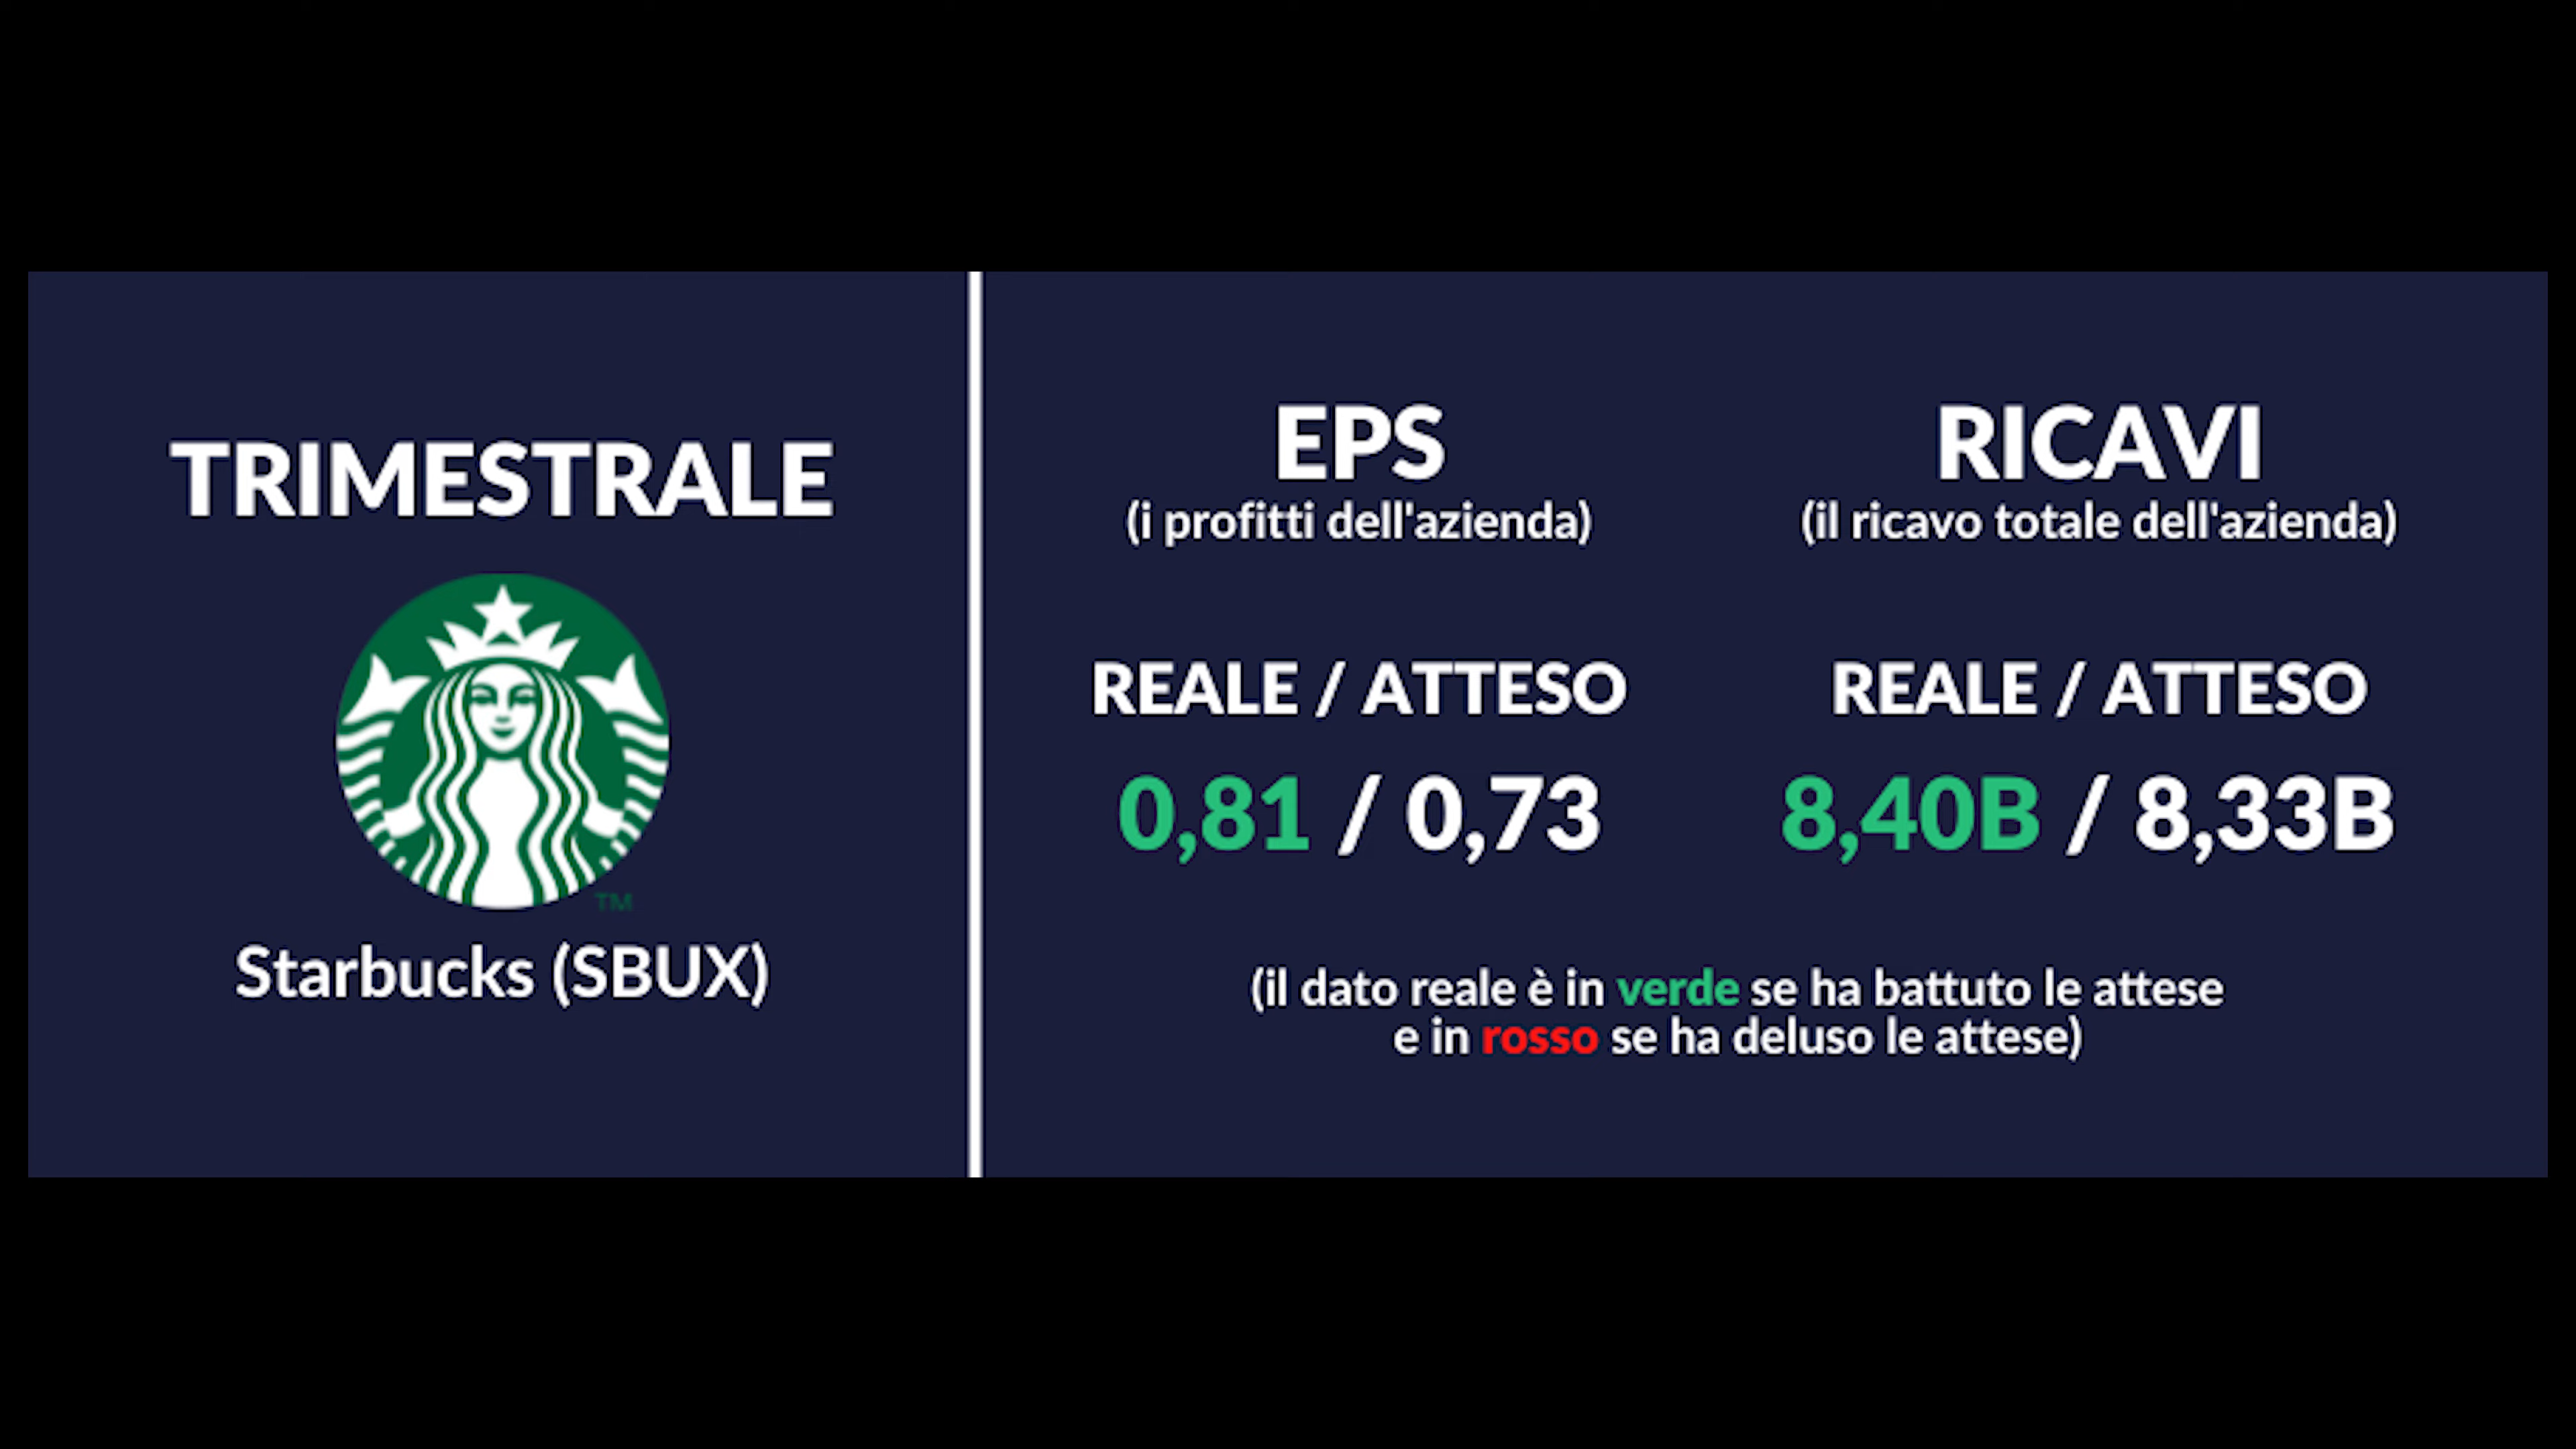 TRIMESTRALE
TM
Starbucks (SBUX)
EPS
(i profitti dell'azienda)
REALE / ATTESO
0,81 / 0,73
RICAVI
(il ricavo totale dell'azienda)
REALE / ATTESO
8,40B / 8,33B
(il dato reale è in verde se ha battuto le attese
e in rosso se ha deluso le attese)